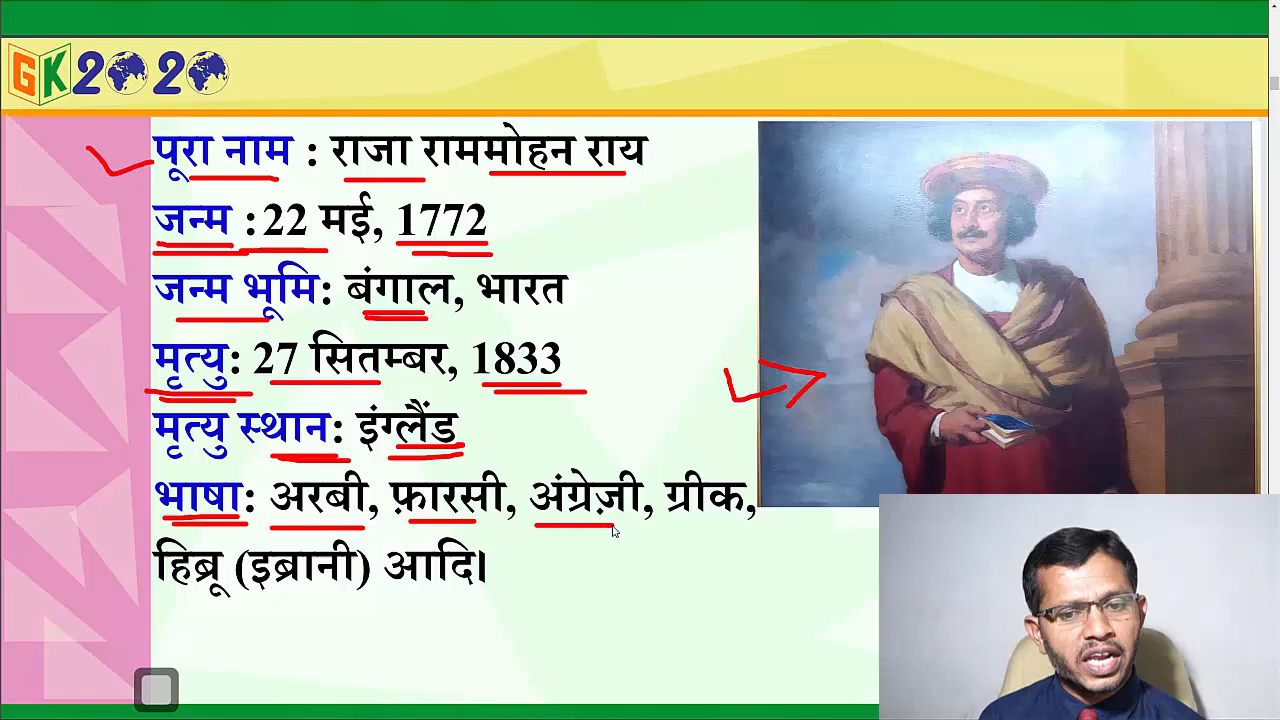 GK2020
पूरा नाम : राजा राममोहन राय
जन्म :22 मई, 1772
जन्म भूमि: बंगाल, भारत
मृत्यु: 27 सितम्बर, 1833
मृत्यु स्थान: इंग्लैंड
भाषा: अरबी, फ़ारसी, अंग्रेज़ी, ग्रीक,
हिब्रू (इब्रानी) आदि।